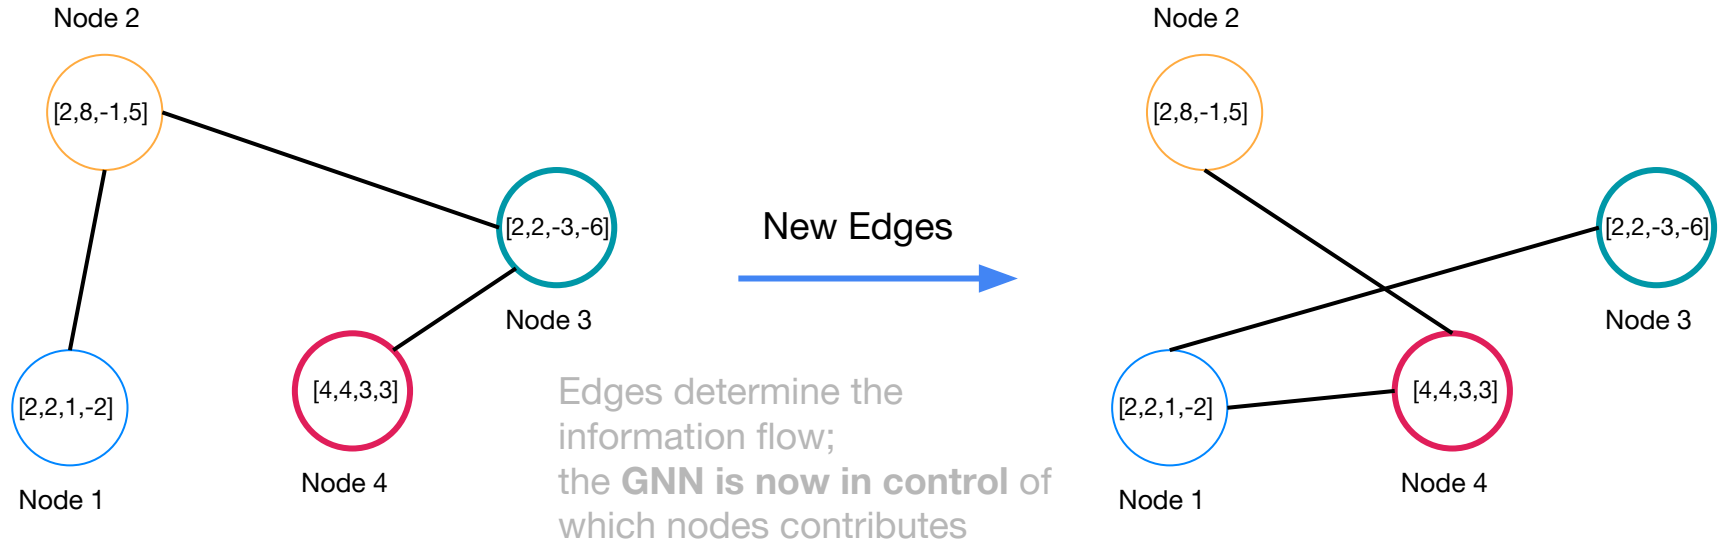 Node 2
[2,8,-1,5]
[2,2,-3,-6]
Node 3
[4,4,3,3]
[2,2,1,-2]
Node 4
Node 1
New Edges
Edges determine the
information flow;
the GNN is now in control of
which nodes contributes
Node 2
[2,8,-1,5]
[2,2,-3,-6]
Node 3
[4,4,3,3]
[2,2,1,-2]
Node 4
Node 1